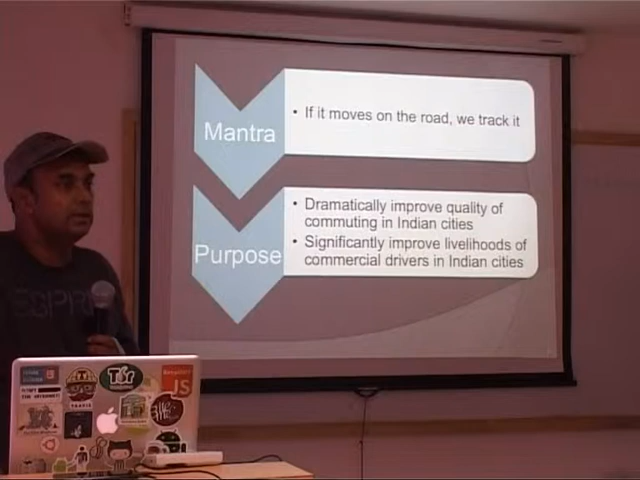 Mantra
• If it moves on the road, we track it
Purpose
• Dramatically improve quality of
commuting in Indian cities
• Significantly improve livelihoods of
commercial drivers in Indian cities
JS